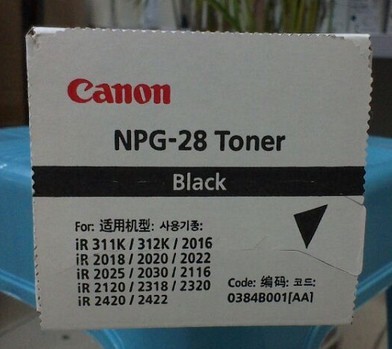 Canon
NPG-28 Toner
Black
For: 适用机型: 사용기종:
iR 311K / 312K / 2016
iR 2018 / 2020 / 2022
iR 2025 / 2030 / 2116
iR 2120 / 2318 / 2320
iR 2420 / 2422
Code: 编码: 코드:
0384B001[AA]